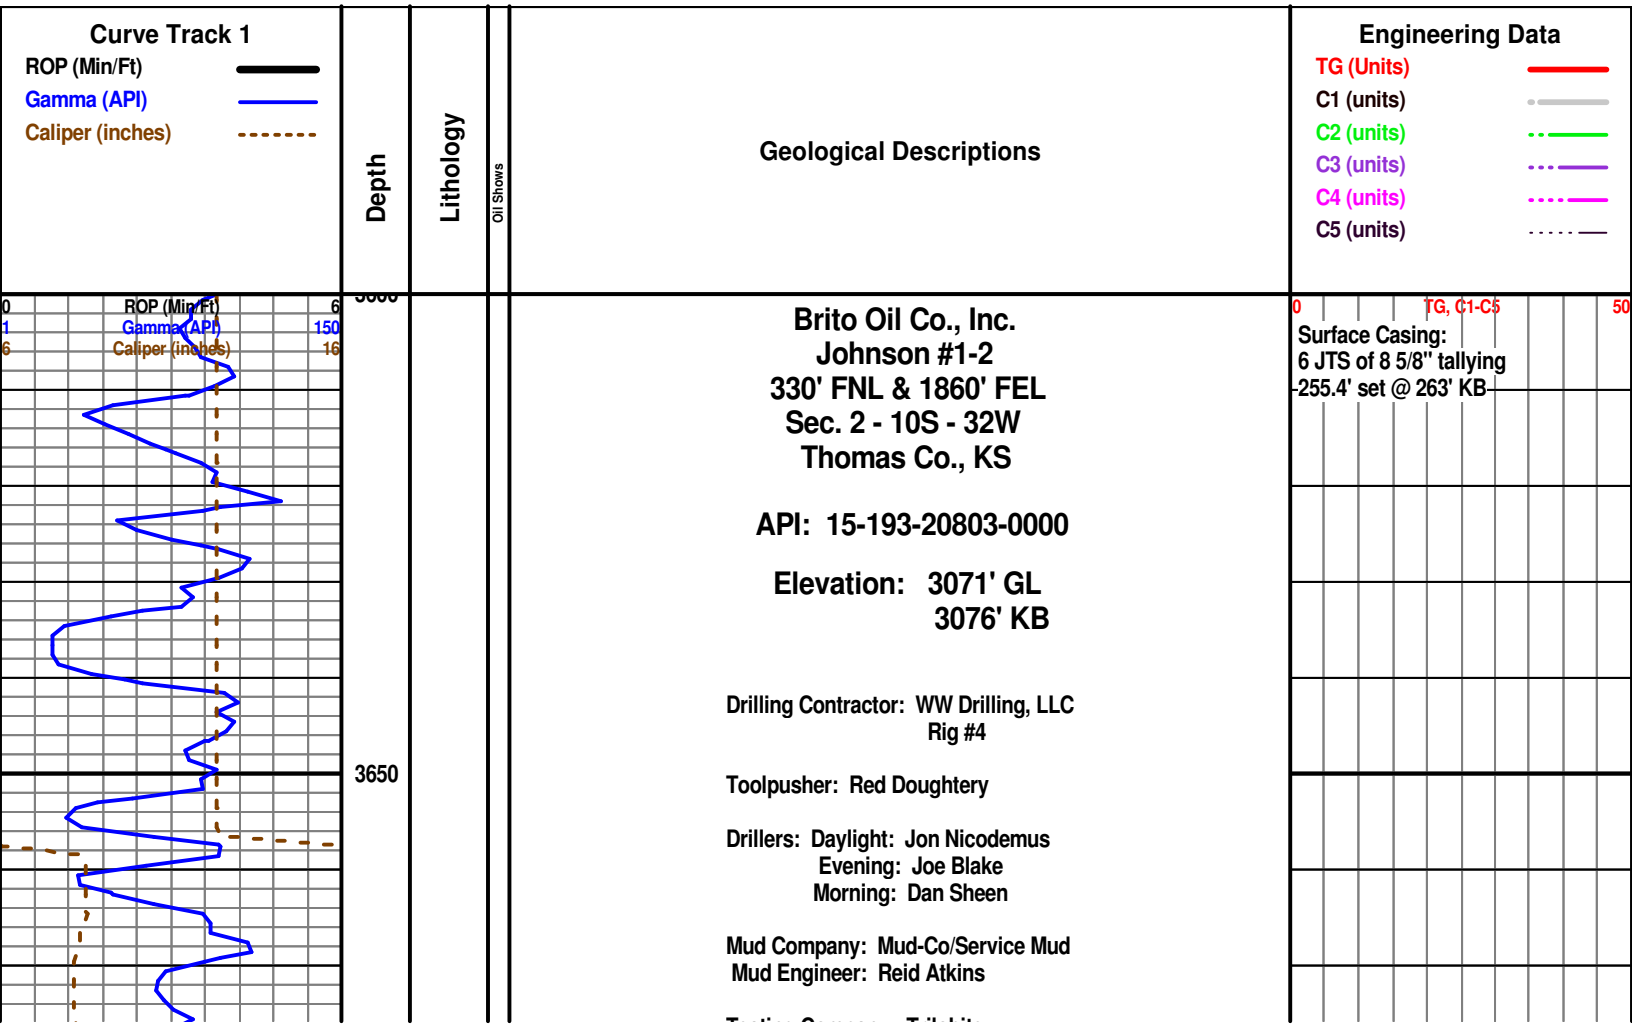 Curve Track 1
ROP (Min/Ft)
Gamma (API)
Caliper (inches)
Depth
Lithology
Oil Shows
Geological Descriptions
Engineering Data
TG (Units)
C1 (units)
C2 (units)
C3 (units)
C4 (units)
C5 (units)
0 ROP (Min/Ft) 6
1 Gamma (API) 150
6 Caliper (inches) 16
3650
Brito Oil Co., Inc.
Johnson #1-2
330' FNL & 1860' FEL
Sec. 2 - 10S - 32W
Thomas Co., KS
API: 15-193-20803-0000
Elevation: 3071' GL
3076' KB
Drilling Contractor: WW Drilling, LLC
Rig #4
Toolpusher: Red Doughtery
Drillers: Daylight: Jon Nicodemus
Evening: Joe Blake
Morning: Dan Sheen
Mud Company: Mud-Co/Service Mud
Mud Engineer: Reid Atkins
0 TG, C1-C5 50
Surface Casing:
6 JTS of 8 5/8" tallying
255.4' set @ 263' KB